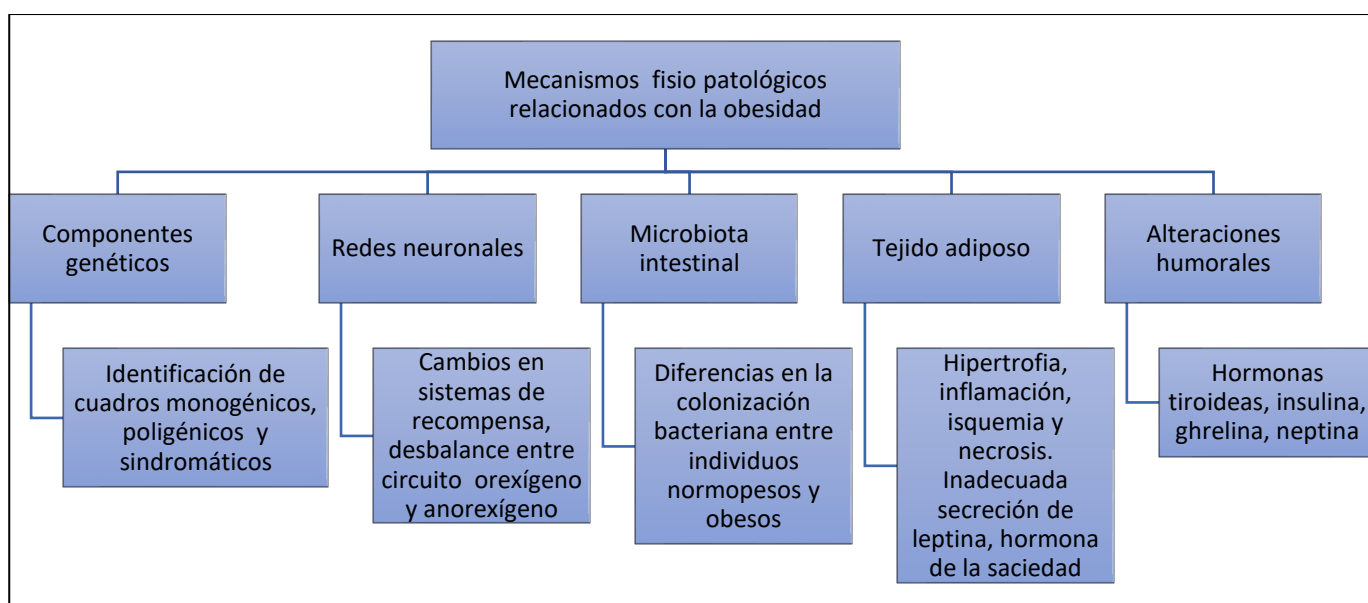 Mecanismos fisio patológicos
relacionados con la obesidad
Componentes
genéticos
Redes neuronales
Microbiota
intestinal
Tejido adiposo
Alteraciones
humorales
Identificación de
cuadros monogénicos,
poligénicos y
sindromáticos
Cambios en
sistemas de
recompensa,
desbalance entre
circuito orexígeno
y anorexígeno
Diferencias en la
colonización
bacteriana entre
individuos
normopesos y
obesos
Hipertrofia,
inflamación,
isquemia y
necrosis.
Inadecuada
secreción de
leptina, hormona
de la saciedad
Hormonas
tiroideas, insulina,
ghrelina, neptina